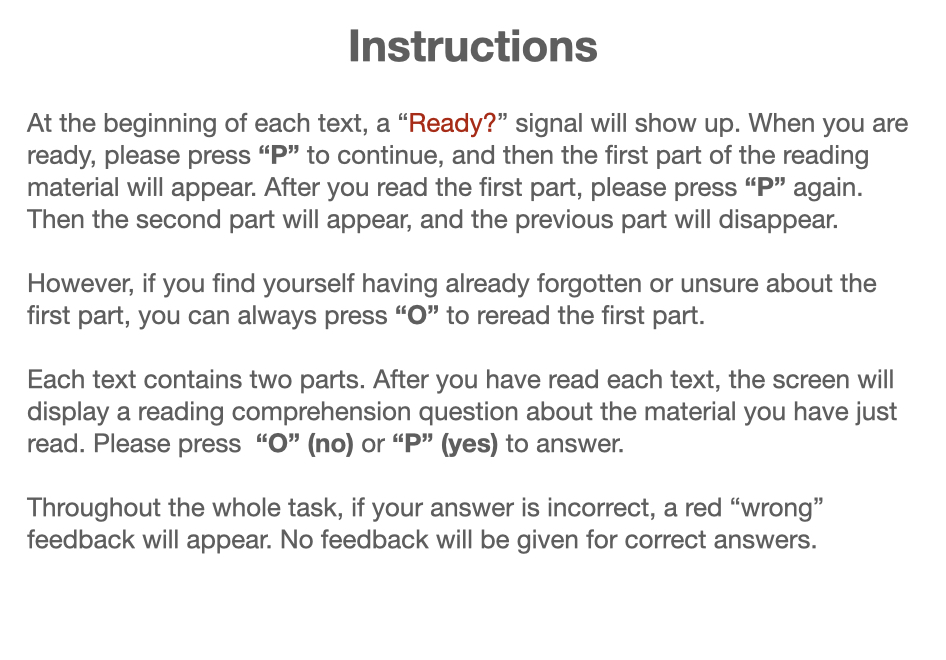 Instructions
At the beginning of each text, a “Ready?” signal will show up. When you are
ready, please press “P” to continue, and then the first part of the reading
material will appear. After you read the first part, please press “P” again.
Then the second part will appear, and the previous part will disappear.
However, if you find yourself having already forgotten or unsure about the
first part, you can always press “O” to reread the first part.
Each text contains two parts. After you have read each text, the screen will
display a reading comprehension question about the material you have just
read. Please press  “O” (no) or “P” (yes) to answer.
Throughout the whole task, if your answer is incorrect, a red “wrong”
feedback will appear. No feedback will be given for correct answers.